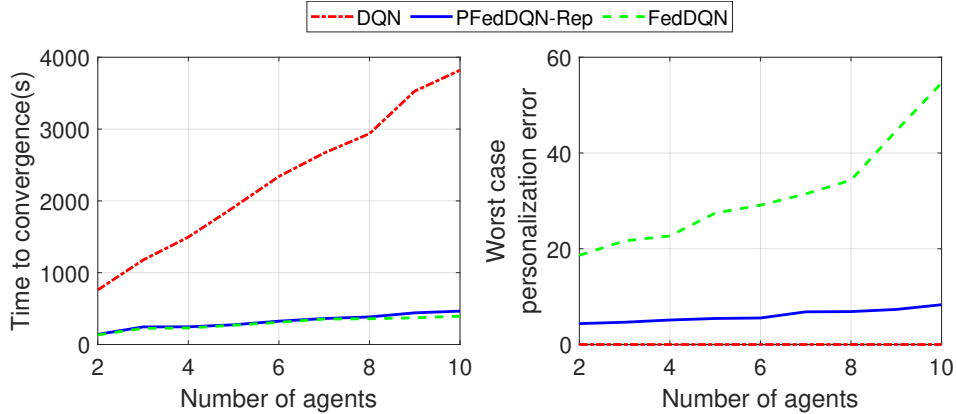 DQN PFedDQN-Rep FedDQN
Time to convergence(s)
4000
3000
2000
1000
0
2 4 6 8 10
Number of agents
Worst case
personalization error
60
40
20
0
2 4 6 8 10
Number of agents